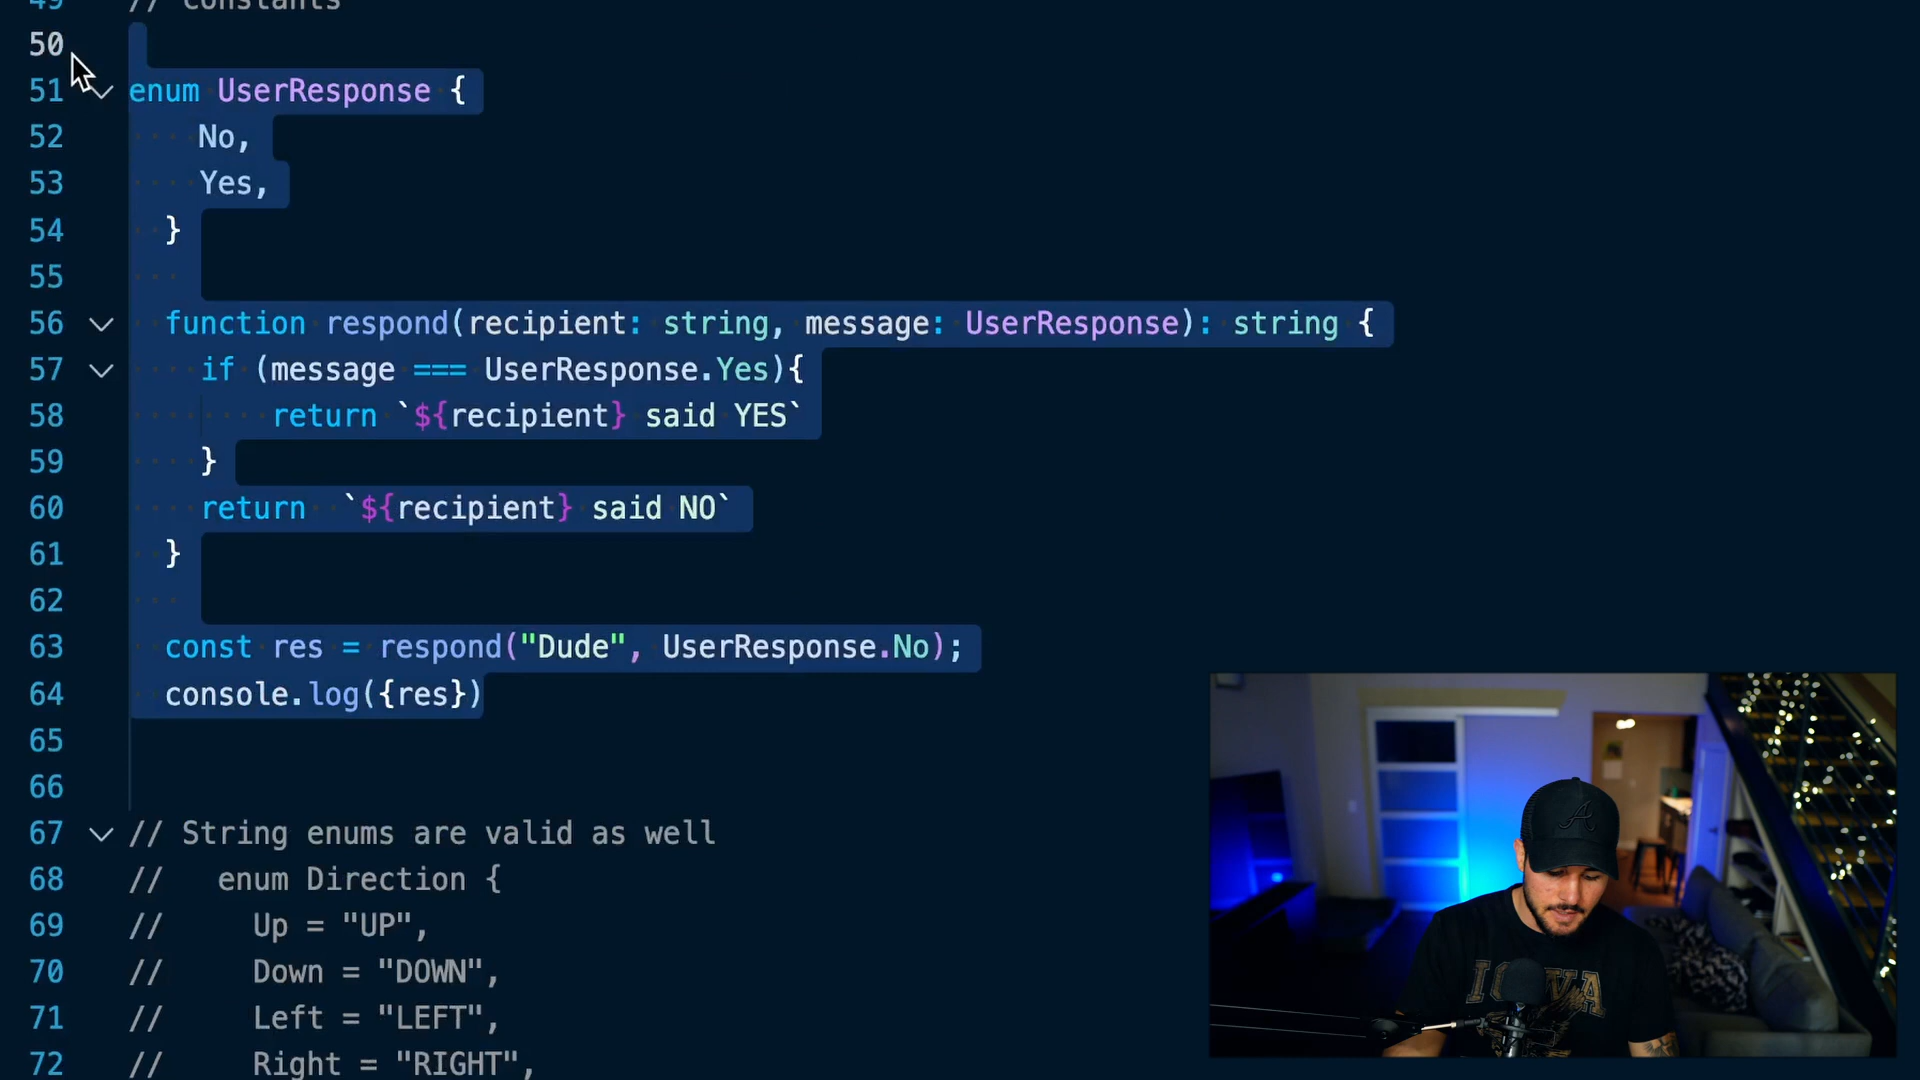 49 // Constants
50
51 enum UserResponse {
52 No,
53 Yes,
54 }
55
56 function respond(recipient: string, message: UserResponse): string {
57 if (message === UserResponse.Yes){
58 return `${recipient} said YES`
59 }
60 return `${recipient} said NO`
61 }
62
63 const res = respond("Dude", UserResponse.No);
64 console.log({res})
65
66
67 // String enums are valid as well
68 // enum Direction {
69 // Up = "UP",
70 // Down = "DOWN",
71 // Left = "LEFT",
72 // Right = "RIGHT",
A
IOWA